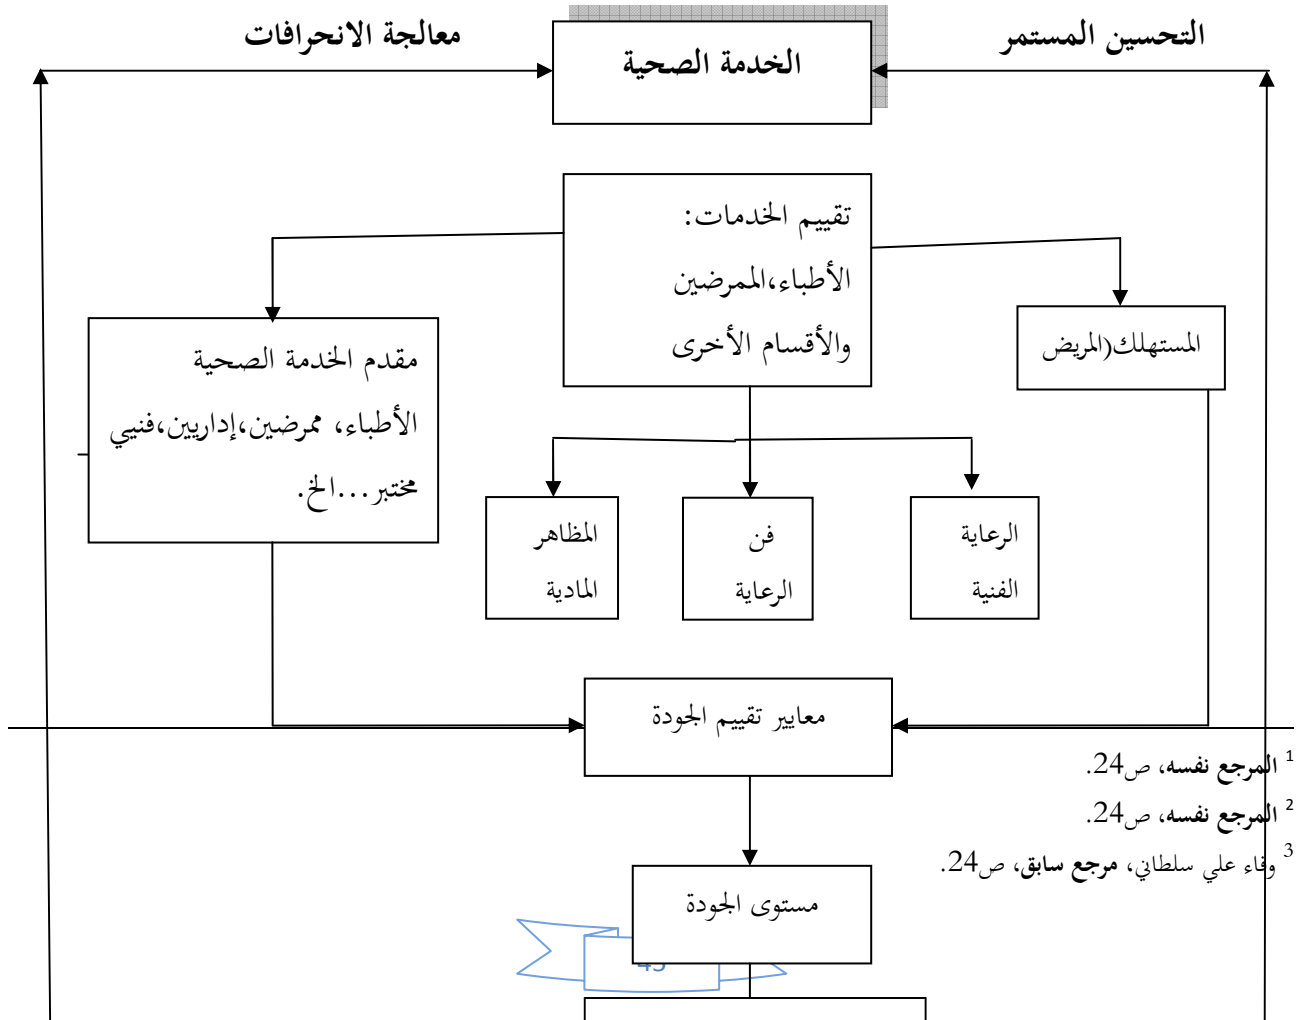 التحسين المستمر
معالجة الانحرافات
الخدمة الصحية
تقييم الخدمات:
الأطباء،الممرضين
والأقسام الأخرى
المستهلك(المريض
مقدم الخدمة الصحية
الأطباء، ممرضين،إداريين،فنيي
مختبر...الخ.
الرعاية
الفنية
فن
الرعاية
المظاهر
المادية
معايير تقييم الجودة
1 المرجع نفسه، ص24.
2 المرجع نفسه، ص24.
3 وفاء علي سلطاني، مرجع سابق، ص24.
مستوى الجودة